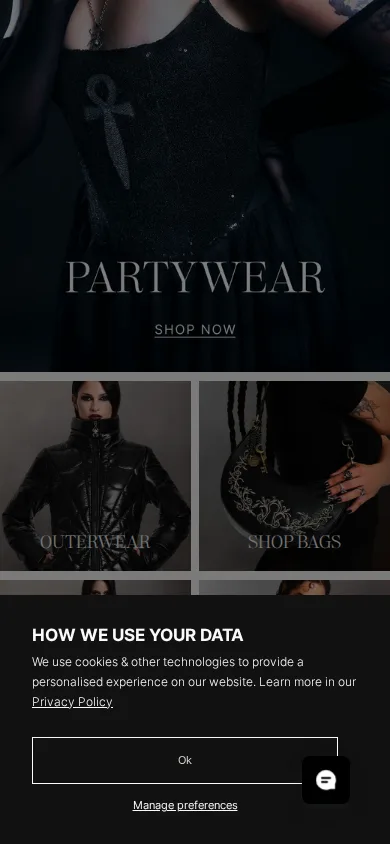 PARTYWEAR
SHOP NOW
OUTERWEAR
SHOP BAGS
HOW WE USE YOUR DATA
We use cookies & other technologies to provide a
personalised experience on our website. Learn more in our
Privacy Policy
Ok
Manage preferences